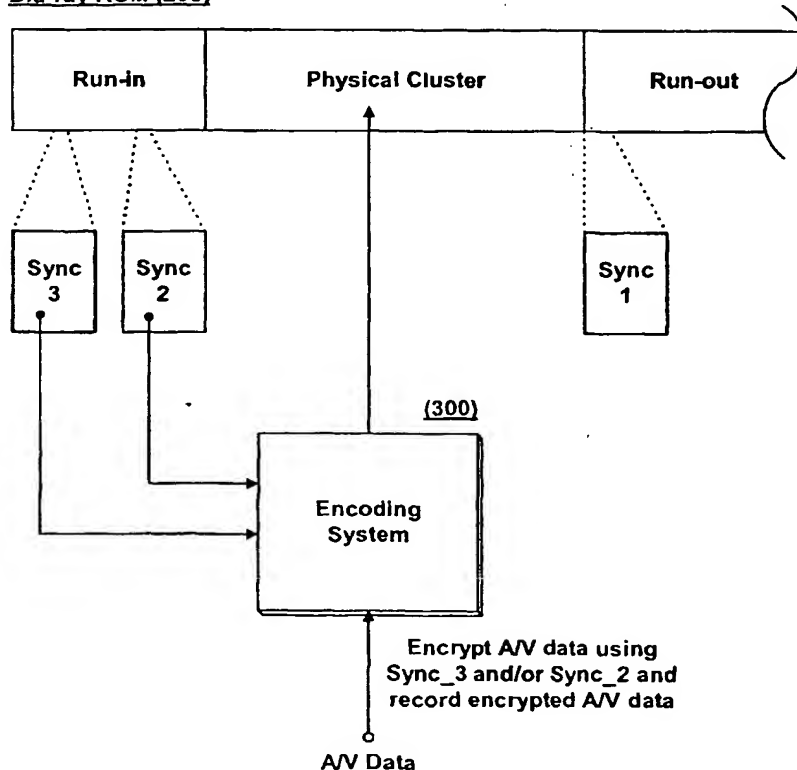 Run-in Physical Cluster Run-out
Sync
3
Sync
2
Sync
1
(300)
Encoding
System
Encrypt A/V data using
Sync_3 and/or Sync_2 and
record encrypted A/V data
A/V Data